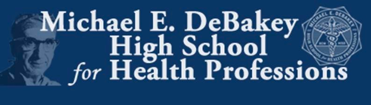 Michael E. DeBakey
High School
for Health Professions